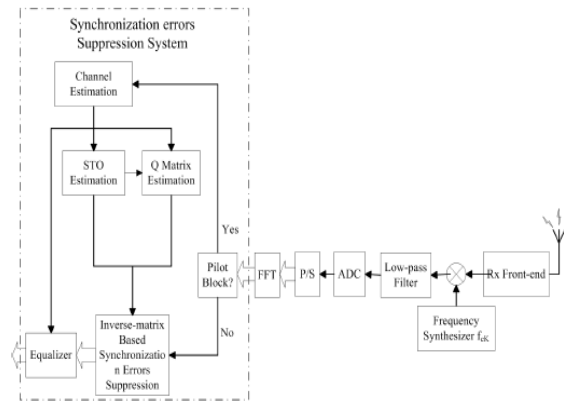 Synchronization errors
Suppression System
Channel
Estimation
STO
Estimation
Q Matrix
Estimation
Yes
Pilot
Block?
FFT
P/S
ADC
Low-pass
Filter
Rx Front-end
No
Frequency
Synthesizer fcK
Equalizer
Inverse-matrix
Based
Synchronizatio
n Errors
Suppression